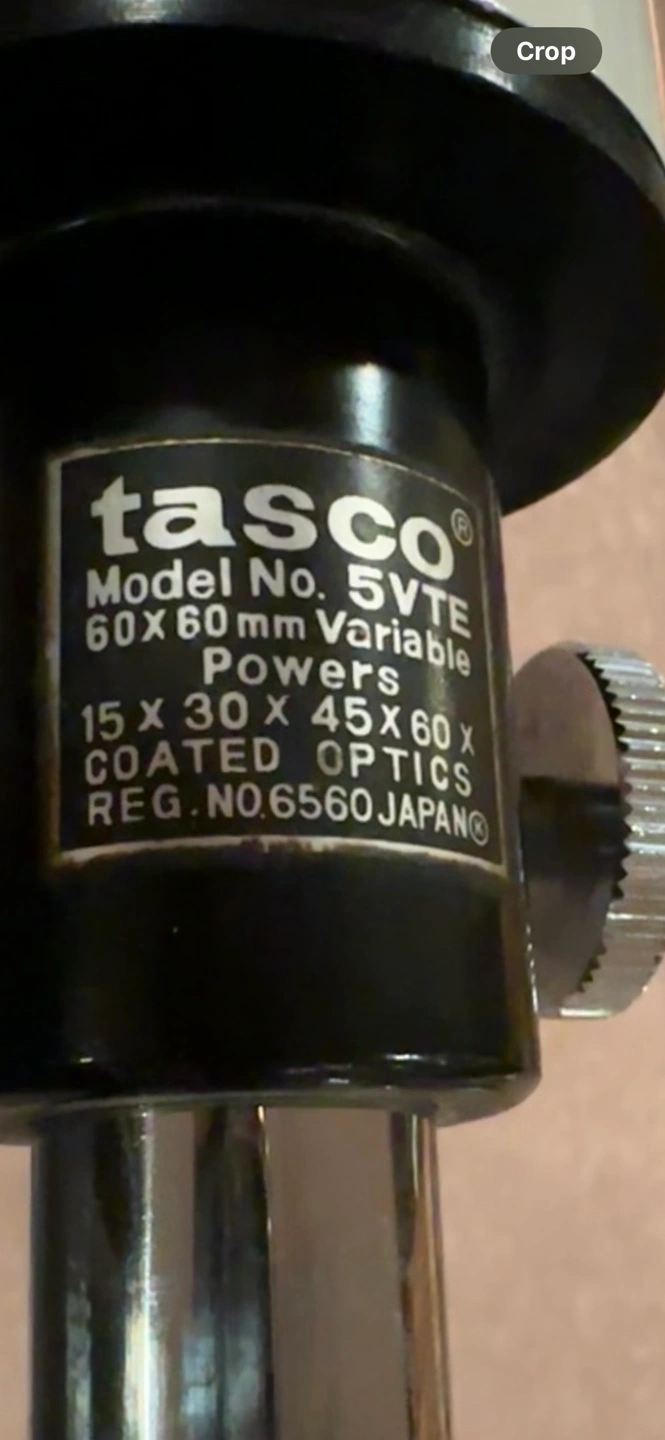 Crop
tasco®
Model No. 5VTE
60X60mm Variable
Powers
15 X 30 X 45 X 60 X
COATED OPTICS
REG.NO.6560 JAPAN Ⓚ